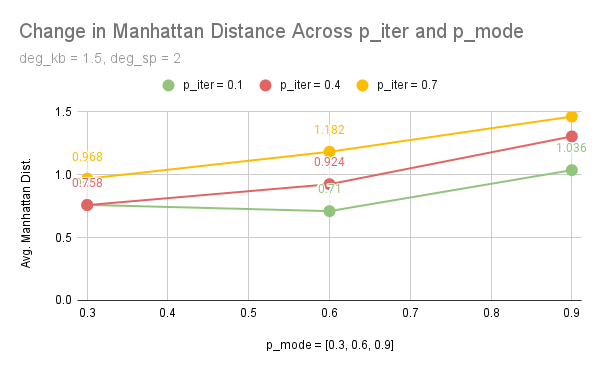 Change in Manhattan Distance Across p_iter and p_mode
deg_kb = 1.5, deg_sp = 2
p_iter = 0.1 p_iter = 0.4 p_iter = 0.7
1.5
1.0
0.5
0.0
Avg. Manhattan Dist.
0.968
0.758
1.182
0.924
0.71
1.036
0.3 0.4 0.5 0.6 0.7 0.8 0.9
p_mode = [0.3, 0.6, 0.9]